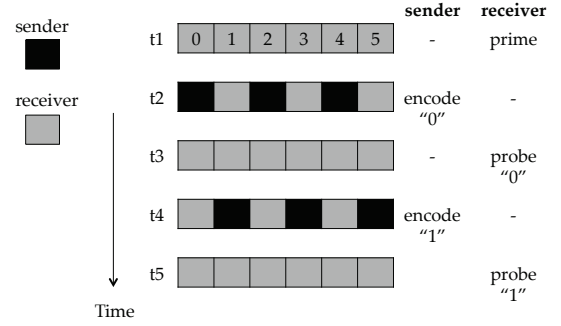 sender receiver
sender
t1 0 1 2 3 4 5 - prime
receiver
t2 encode -
“0”
t3 - probe
“0”
t4 encode -
“1”
t5 probe
“1”
Time